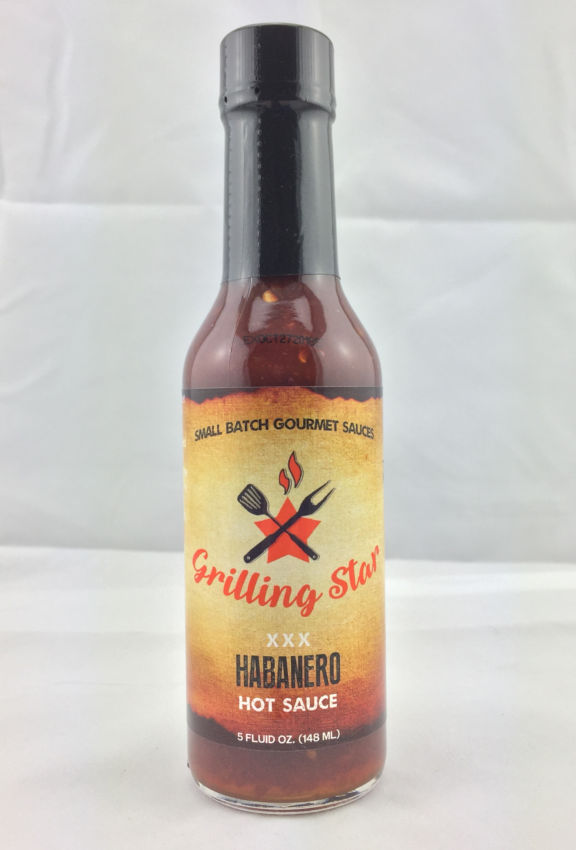 SMALL BATCH GOURMET SAUCES
Grilling Star
XXX
HABANERO
HOT SAUCE
5 FLUID OZ. (148 ML)